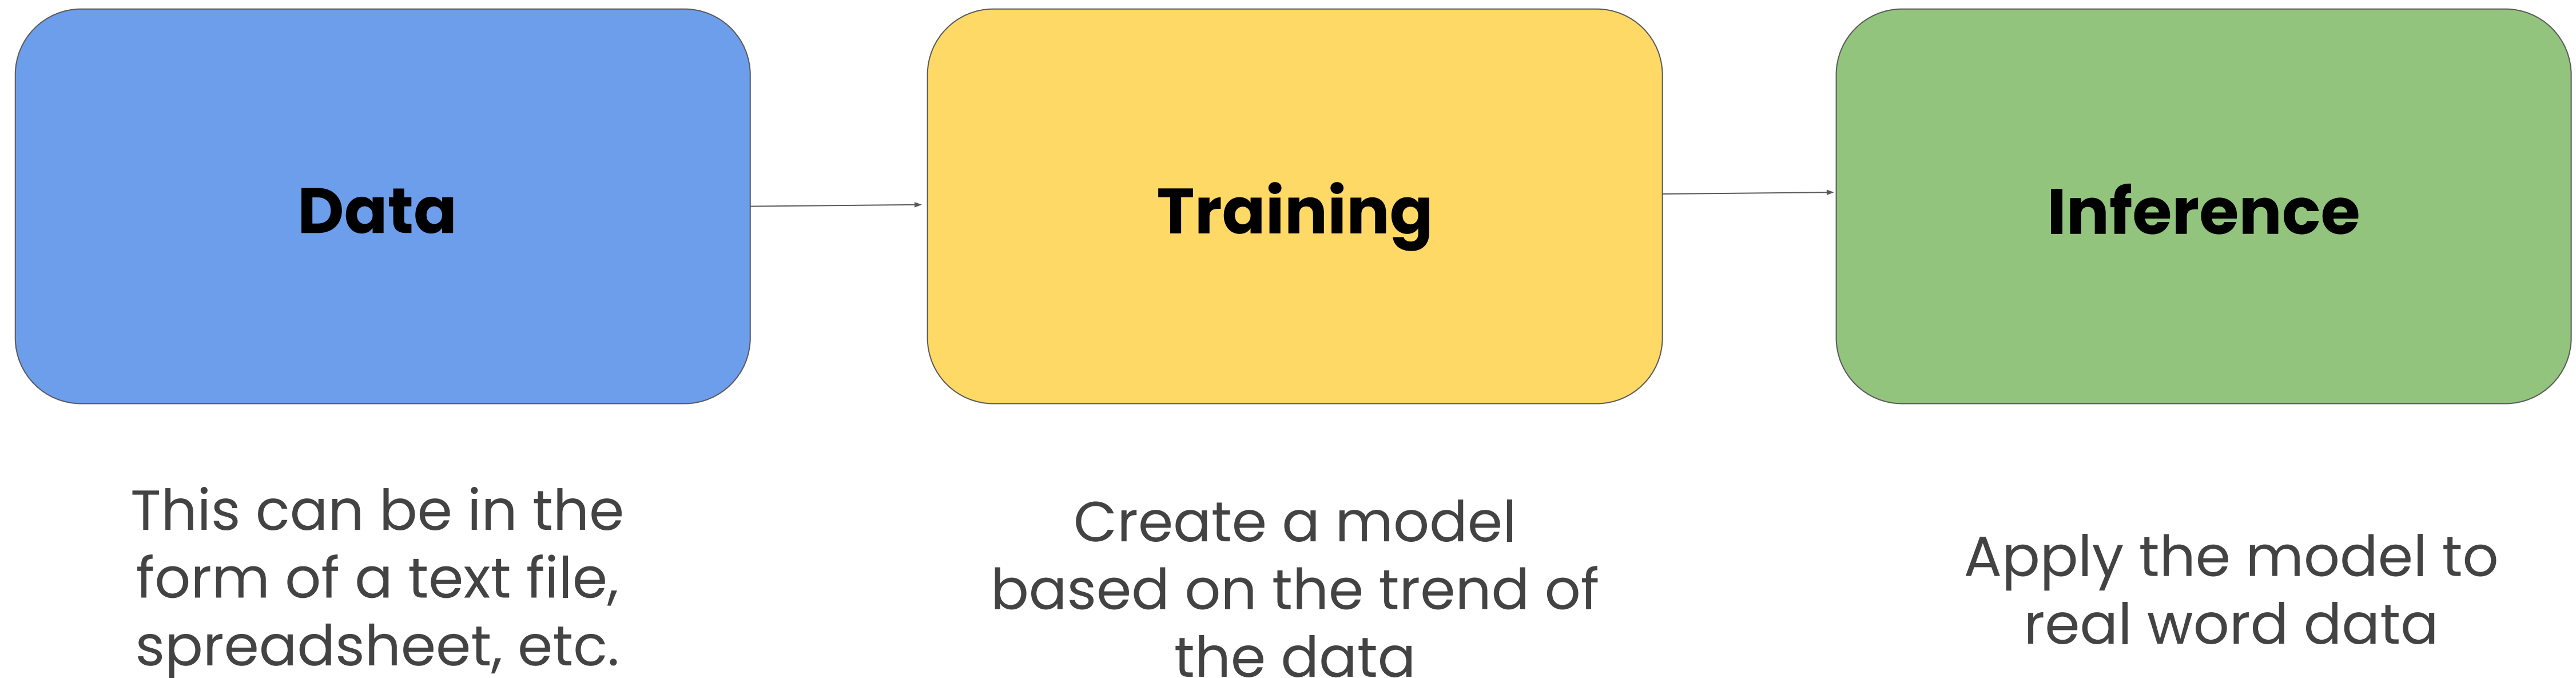 Data
This can be in the
form of a text file,
spreadsheet, etc.
Training
Create a model
based on the trend of
the data
Inference
Apply the model to
real word data